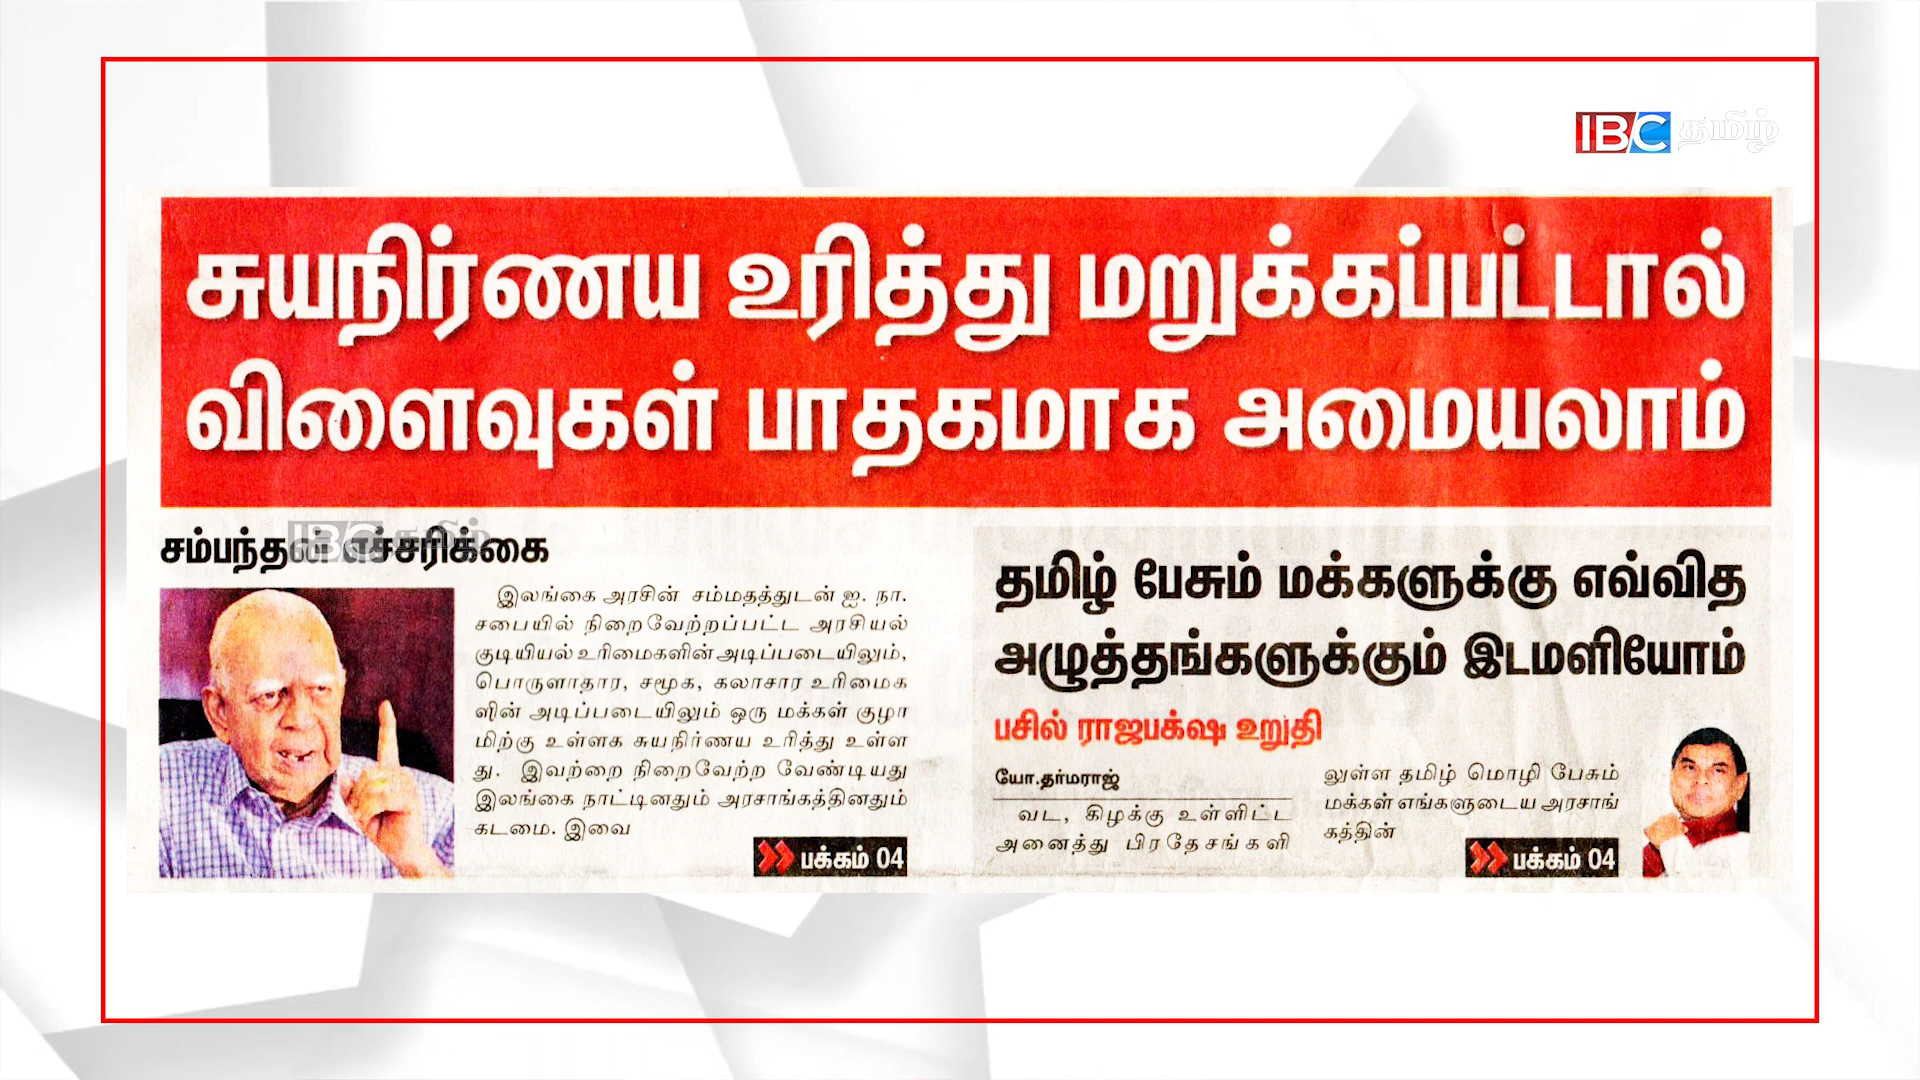 IBC தமிழ்
சுயநிர்ணய உரித்து மறுக்கப்பட்டால்
விளைவுகள் பாதகமாக அமையலாம்
சம்பந்தன் எச்சரிக்கை
IBC தமிழ்
இலங்கை அரசின் சம்மதத்துடன் ஐ. நா.
சபையில் நிறைவேற்றப்பட்ட அரசியல்
குடியியல் உரிமைகளின் அடிப்படையிலும்,
பொருளாதார, சமூக, கலாசார உரிமைக
ளின் அடிப்படையிலும் ஒரு மக்கள் குழா
மிற்கு உள்ளக சுயநிர்ணய உரித்து உள்ள
து. இவற்றை நிறைவேற்ற வேண்டியது
இலங்கை நாட்டினதும் அரசாங்கத்தினதும்
கடமை. இவை
பக்கம் 04
தமிழ் பேசும் மக்களுக்கு எவ்வித
அழுத்தங்களுக்கும் இடமளியோம்
பசில் ராஜபக்ஷ உறுதி
யோ.தர்மராஜ்
வட, கிழக்கு உள்ளிட்ட
அனைத்து பிரதேசங்களி
லுள்ள தமிழ் மொழி பேசும்
மக்கள் எங்களுடைய அரசாங்
கத்தின்
பக்கம் 04